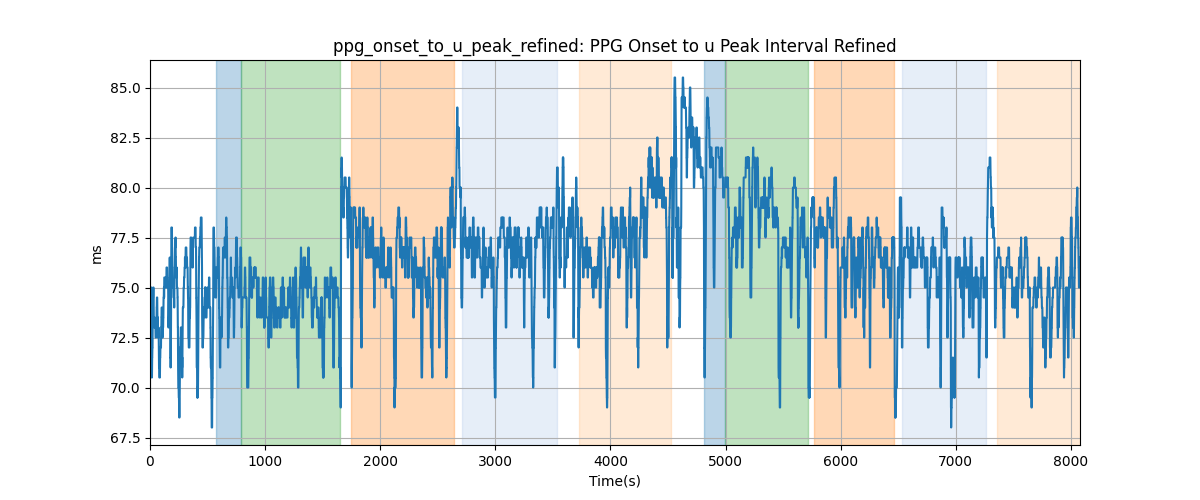 ppg_onset_to_u_peak_refined: PPG Onset to u Peak Interval Refined
85.0
82.5
80.0
77.5
75.0
72.5
70.0
67.5
ms
0 1000 2000 3000 4000 5000 6000 7000 8000
Time(s)